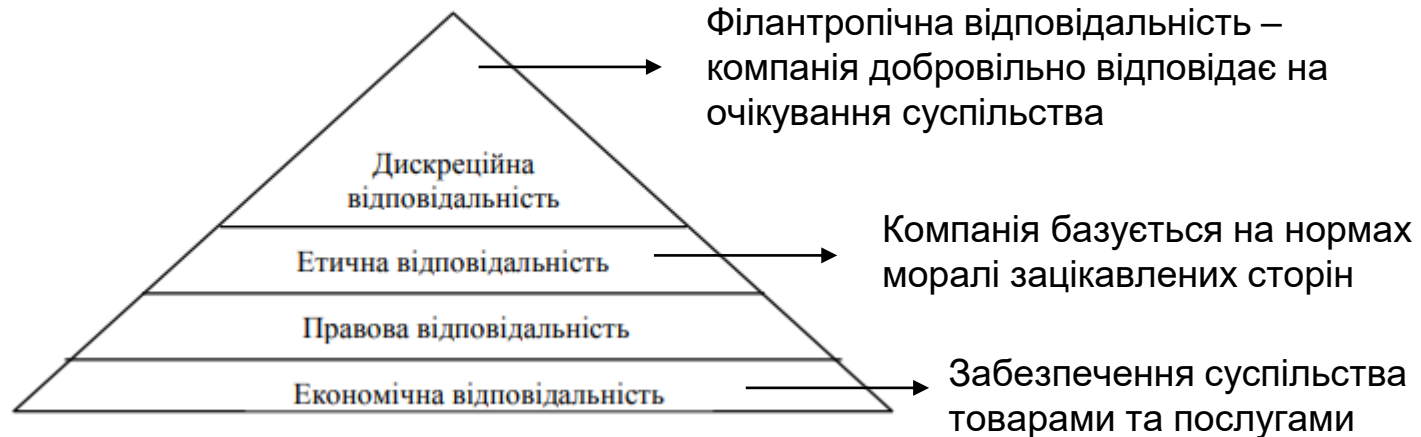 Філантропічна відповідальність –
компанія добровільно відповідає на
очікування суспільства
Дискреційна
відповідальність
Компанія базується на нормах
моралі зацікавлених сторін
Етична відповідальність
Правова відповідальність
Забезпечення суспільства
товарами та послугами
Економічна відповідальність